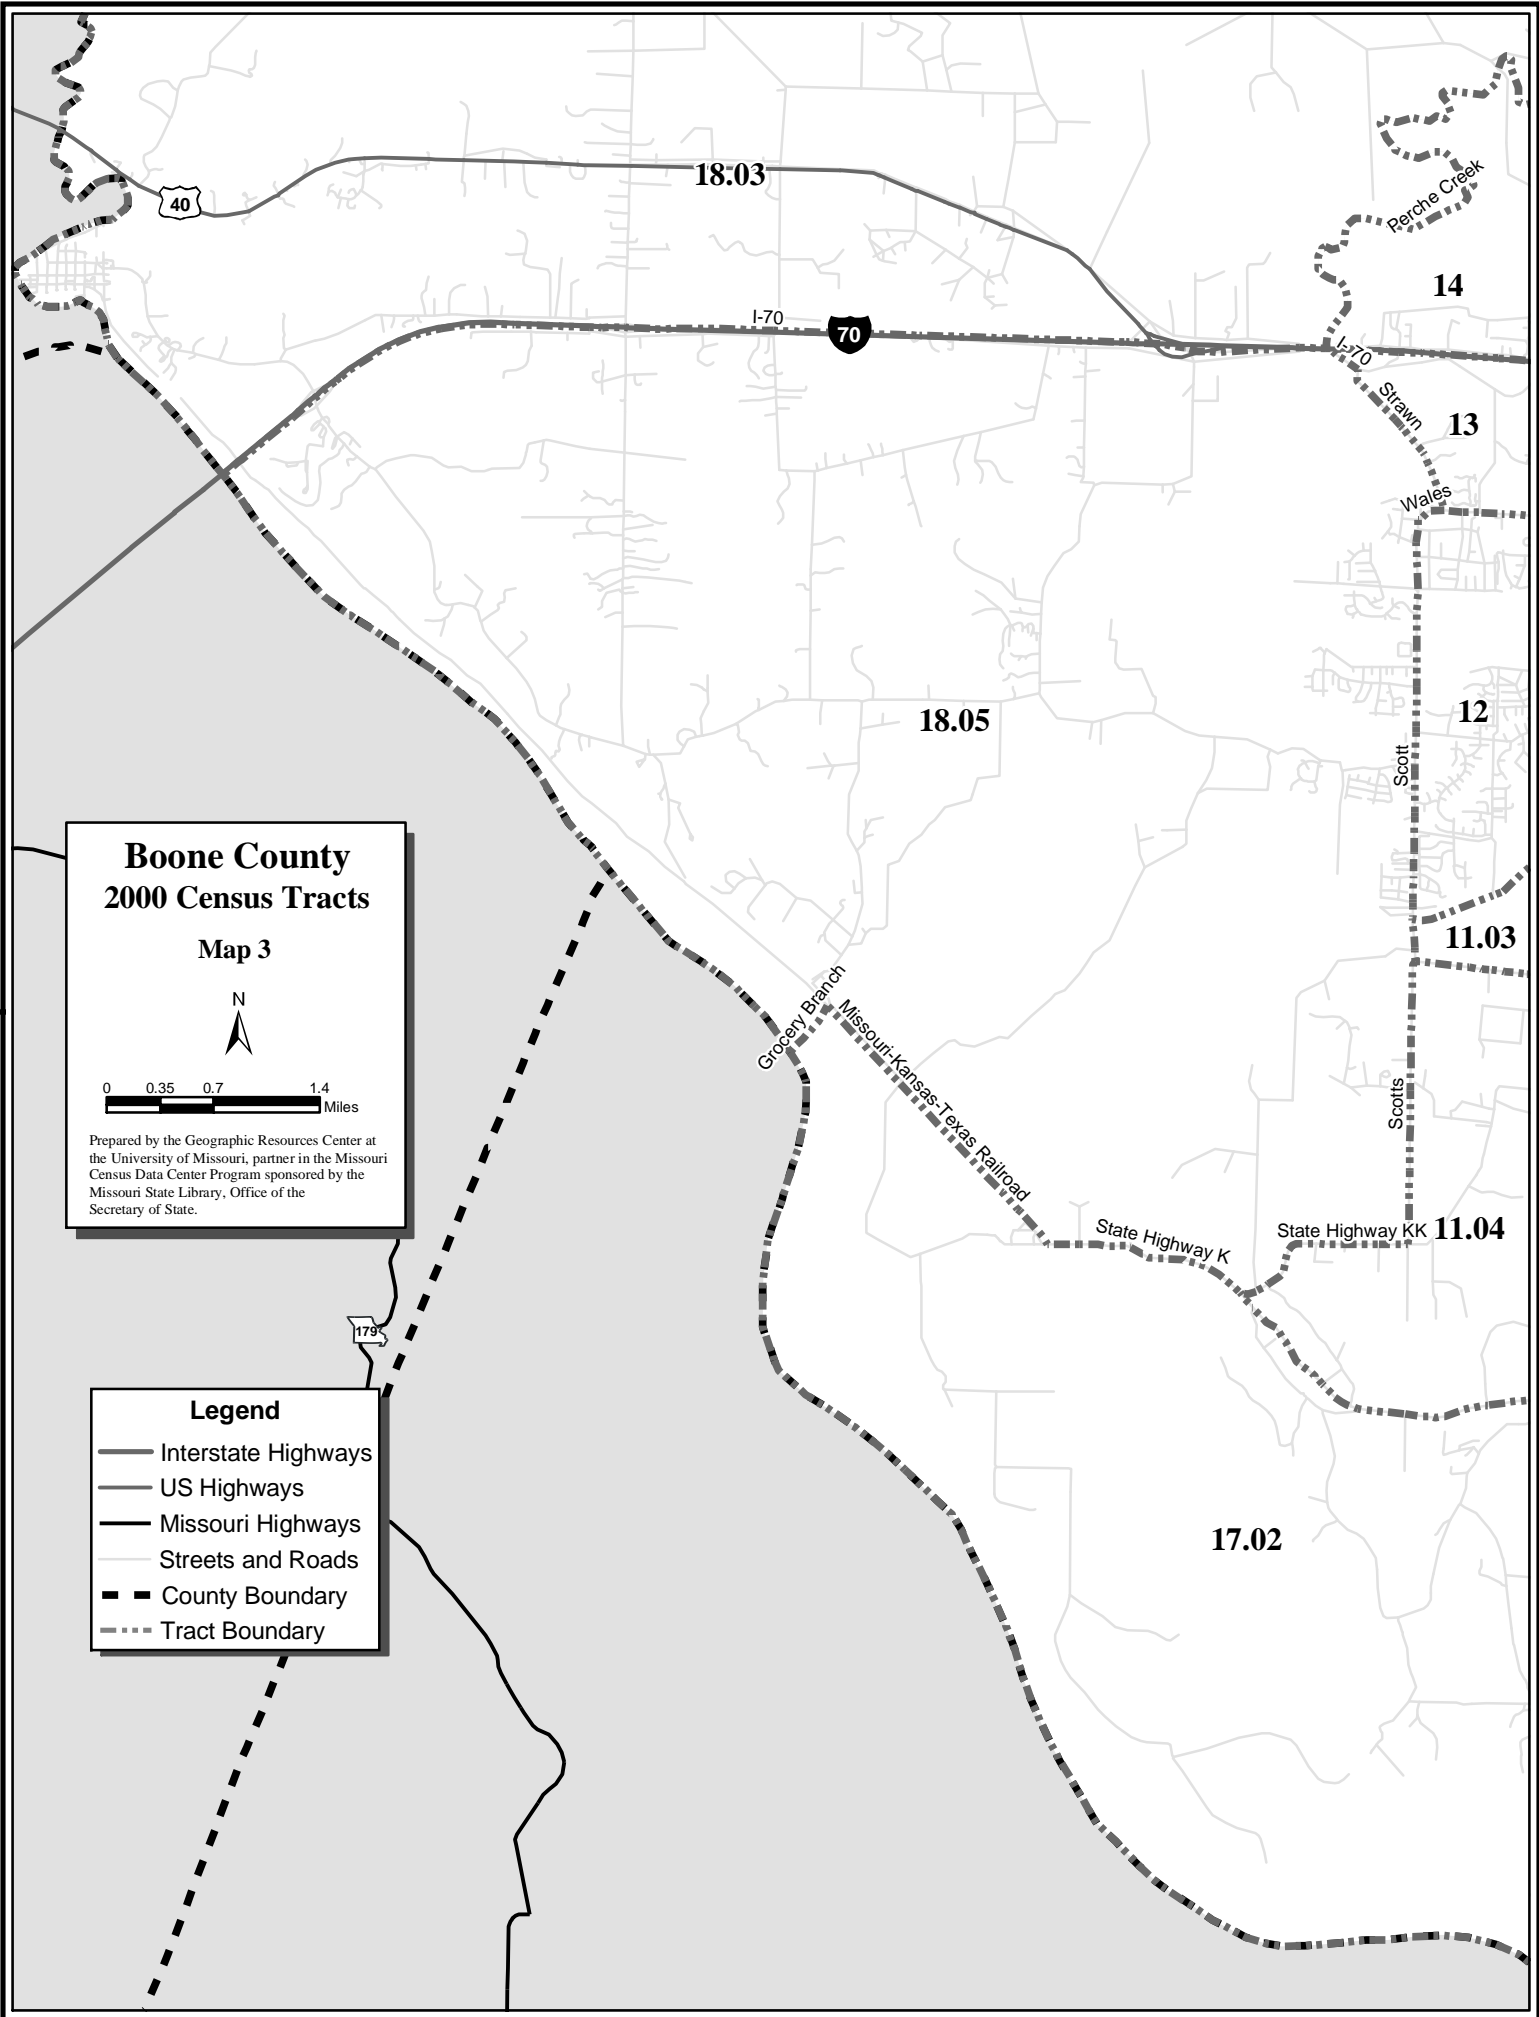 40
18.03
Perche Creek
14
I-70
70
I-70
Strawn
13
Wales
18.05
12
Scott
Boone County
2000 Census Tracts
Map 3
N
0 0.35 0.7 1.4
Miles
Prepared by the Geographic Resources Center at
the University of Missouri, partner in the Missouri
Census Data Center Program sponsored by the
Missouri State Library, Office of the
Secretary of State.
11.03
Grocery Branch
Missouri-Kansas-Texas Railroad
Scotts
State Highway K
State Highway KK
11.04
179
Legend
Interstate Highways
US Highways
Missouri Highways
Streets and Roads
County Boundary
Tract Boundary
17.02